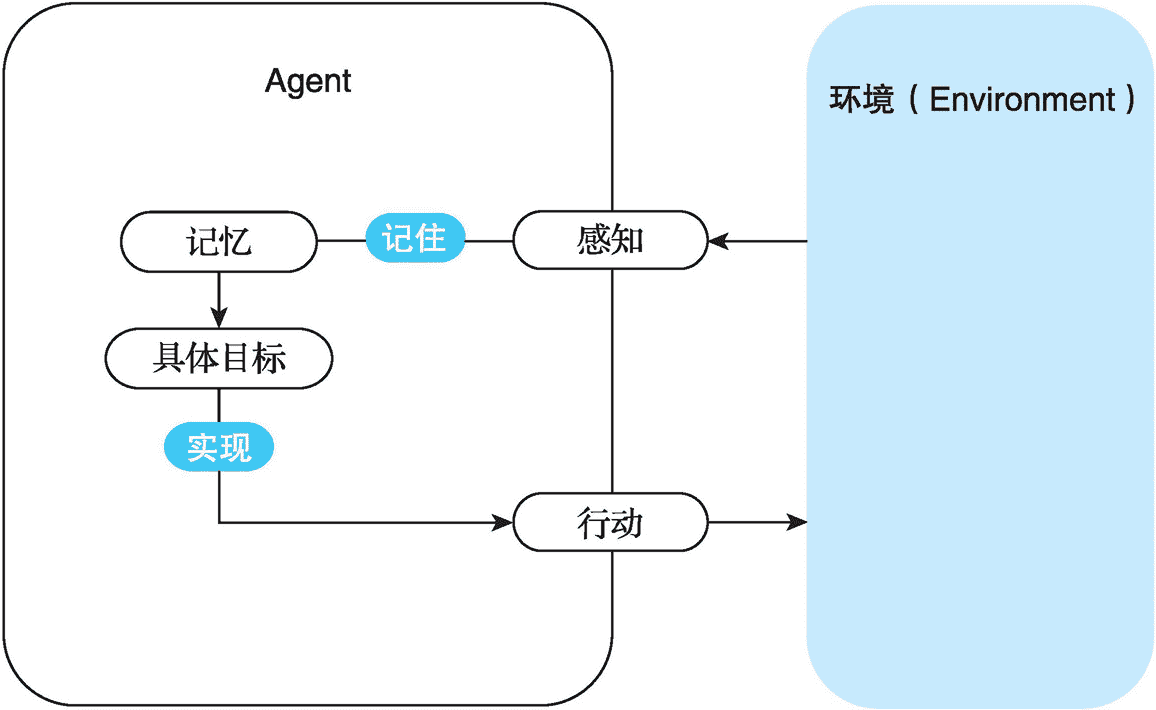 Agent
环境（Environment）
记忆
记住
感知
具体目标
实现
行动